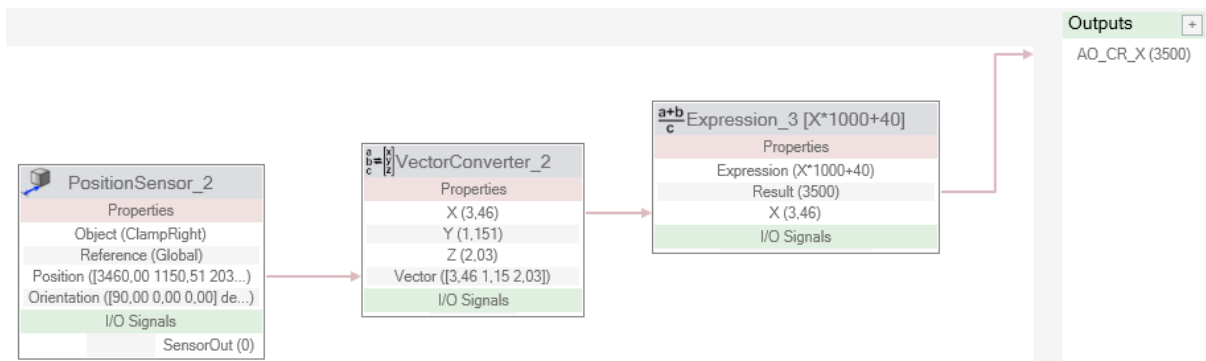 Outputs
+
AO_CR_X (3500)
a+b
c
Expression_3 [X*1000+40]
Properties
Expression (X*1000+40)
Result (3500)
X (3,46)
I/O Signals
a
b
c
≠
x
y
z
VectorConverter_2
Properties
X (3,46)
Y (1,151)
Z (2,03)
Vector ([3,46 1,15 2,03])
I/O Signals
PositionSensor_2
Properties
Object (ClampRight)
Reference (Global)
Position ([3460,00 1150,51 203...)
Orientation ([90,00 0,00 0,00] de...)
I/O Signals
SensorOut (0)